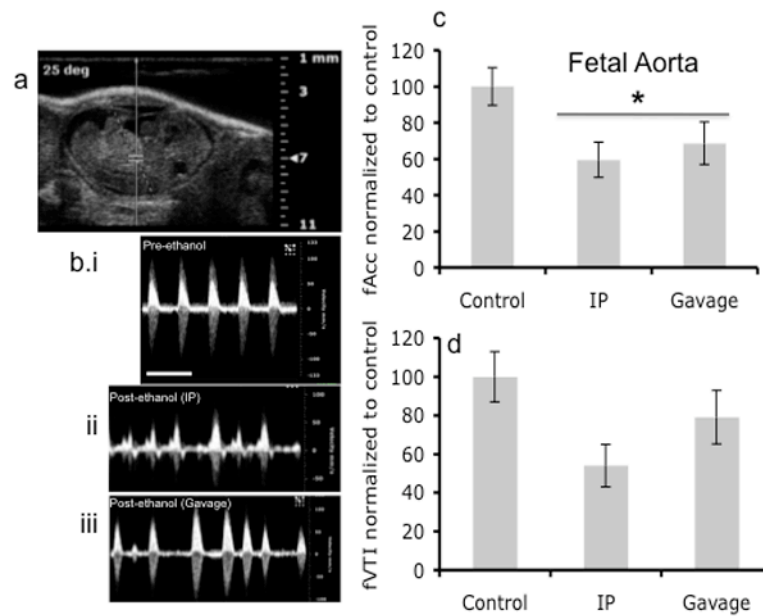 a
25 deg
1 mm
3
7
11
b.i
Pre-ethanol
ii
Post-ethanol (IP)
iii
Post-ethanol (Gavage)
c
fAcc normalized to control
120
100
80
60
40
20
0
Fetal Aorta
*
Control IP Gavage
d
fVTI normalized to control
120
100
80
60
40
20
0
Control IP Gavage